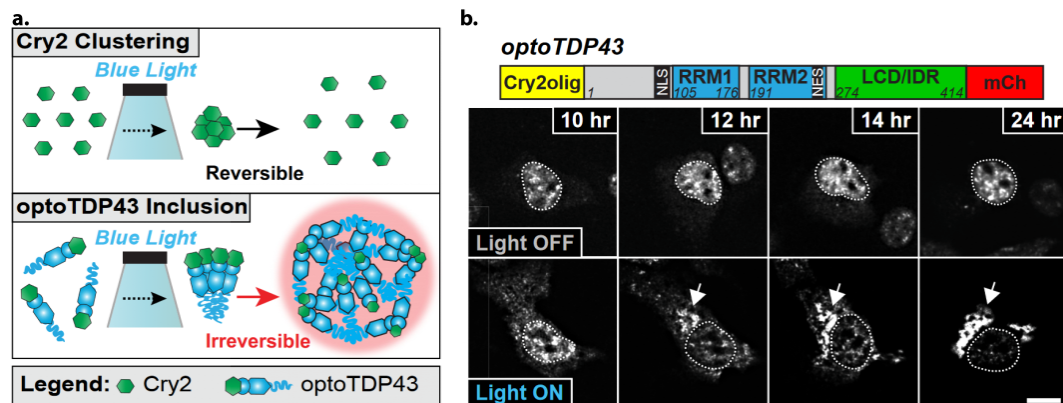 a.
Cry2 Clustering
Blue Light
Reversible
optoTDP43 Inclusion
Blue Light
Irreversible
Legend: Cry2 optoTDP43
b.
optoTDP43
Cry2olig 1 NLS RRM1 105 176 RRM2 191 NES LCD/IDR 274 414 mCh
10 hr 12 hr 14 hr 24 hr
Light OFF
Light ON